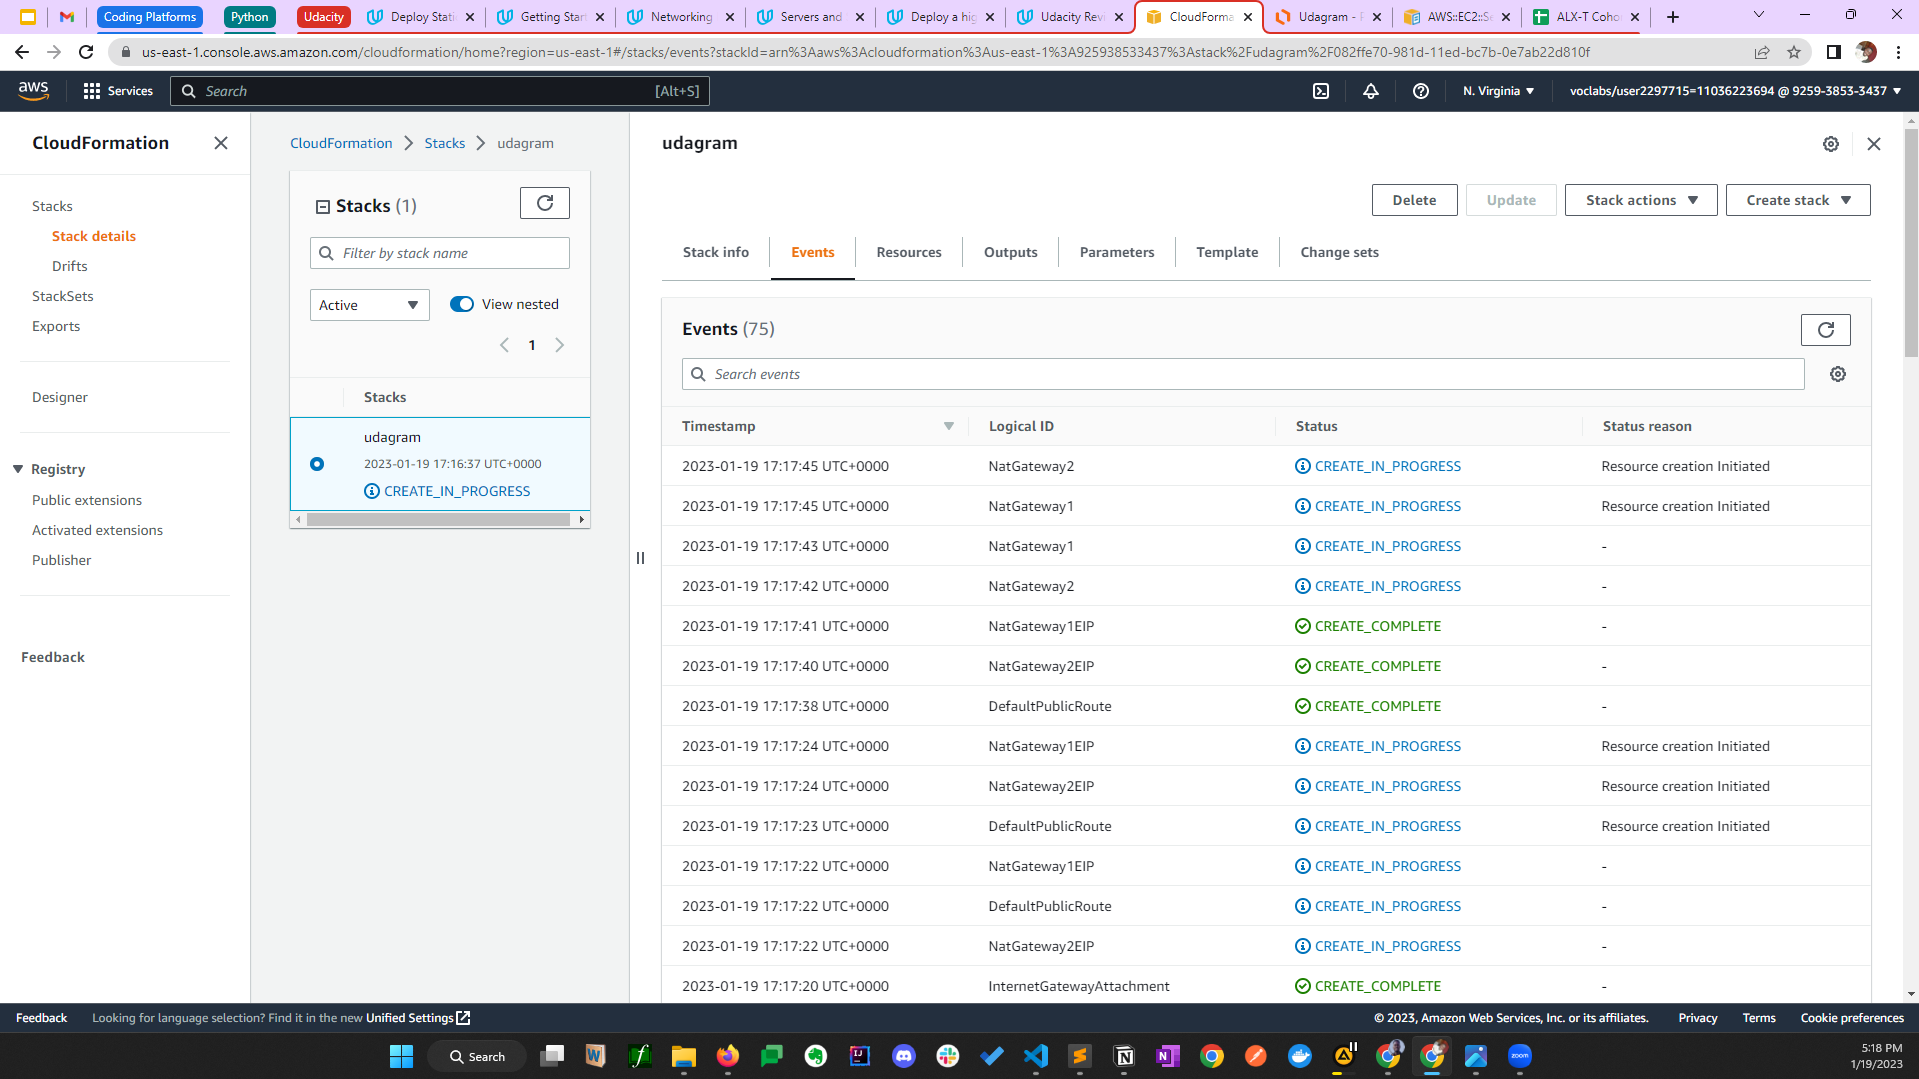 Coding Platforms
Python
Udacity
Deploy Stati
Getting Start
Networking
Servers and
Deploy a hig
Udacity Revi
CloudForma
Udagram - F
AWS::EC2::Se
ALX-T Coho
us-east-1.console.aws.amazon.com/cloudformation/home?region=us-east-1#/stacks/events?stackId=arn%3Aaws%3Acloudformation%3Aus-east-1%3A925938533437%3Astack%2Fudagram%2F082ffe70-981d-11ed-bc7b-0e7ab22d810f
aws
Services
Search
[Alt+S]
N. Virginia
voclabs/user2297715=11036223694 @ 9259-3853-3437
CloudFormation
Stacks
Stack details
Drifts
StackSets
Exports
Designer
Registry
Public extensions
Activated extensions
Publisher
Feedback
CloudFormation
Stacks
udagram
Stacks (1)
Filter by stack name
Active
View nested
1
Stacks
udagram
2023-01-19 17:16:37 UTC+0000
CREATE_IN_PROGRESS
udagram
Delete
Update
Stack actions
Create stack
Stack info
Events
Resources
Outputs
Parameters
Template
Change sets
Events (75)
Search events
Timestamp Logical ID Status Status reason
2023-01-19 17:17:45 UTC+0000 NatGateway2 CREATE_IN_PROGRESS Resource creation Initiated
2023-01-19 17:17:45 UTC+0000 NatGateway1 CREATE_IN_PROGRESS Resource creation Initiated
2023-01-19 17:17:43 UTC+0000 NatGateway1 CREATE_IN_PROGRESS -
2023-01-19 17:17:42 UTC+0000 NatGateway2 CREATE_IN_PROGRESS -
2023-01-19 17:17:41 UTC+0000 NatGateway1EIP CREATE_COMPLETE -
2023-01-19 17:17:40 UTC+0000 NatGateway2EIP CREATE_COMPLETE -
2023-01-19 17:17:38 UTC+0000 DefaultPublicRoute CREATE_COMPLETE -
2023-01-19 17:17:24 UTC+0000 NatGateway1EIP CREATE_IN_PROGRESS Resource creation Initiated
2023-01-19 17:17:24 UTC+0000 NatGateway2EIP CREATE_IN_PROGRESS Resource creation Initiated
2023-01-19 17:17:23 UTC+0000 DefaultPublicRoute CREATE_IN_PROGRESS Resource creation Initiated
2023-01-19 17:17:22 UTC+0000 NatGateway1EIP CREATE_IN_PROGRESS -
2023-01-19 17:17:22 UTC+0000 DefaultPublicRoute CREATE_IN_PROGRESS -
2023-01-19 17:17:22 UTC+0000 NatGateway2EIP CREATE_IN_PROGRESS -
2023-01-19 17:17:20 UTC+0000 InternetGatewayAttachment CREATE_COMPLETE -
Feedback
Looking for language selection? Find it in the new Unified Settings
© 2023, Amazon Web Services, Inc. or its affiliates.
Privacy
Terms
Cookie preferences
Search
zoom
5:18 PM
1/19/2023